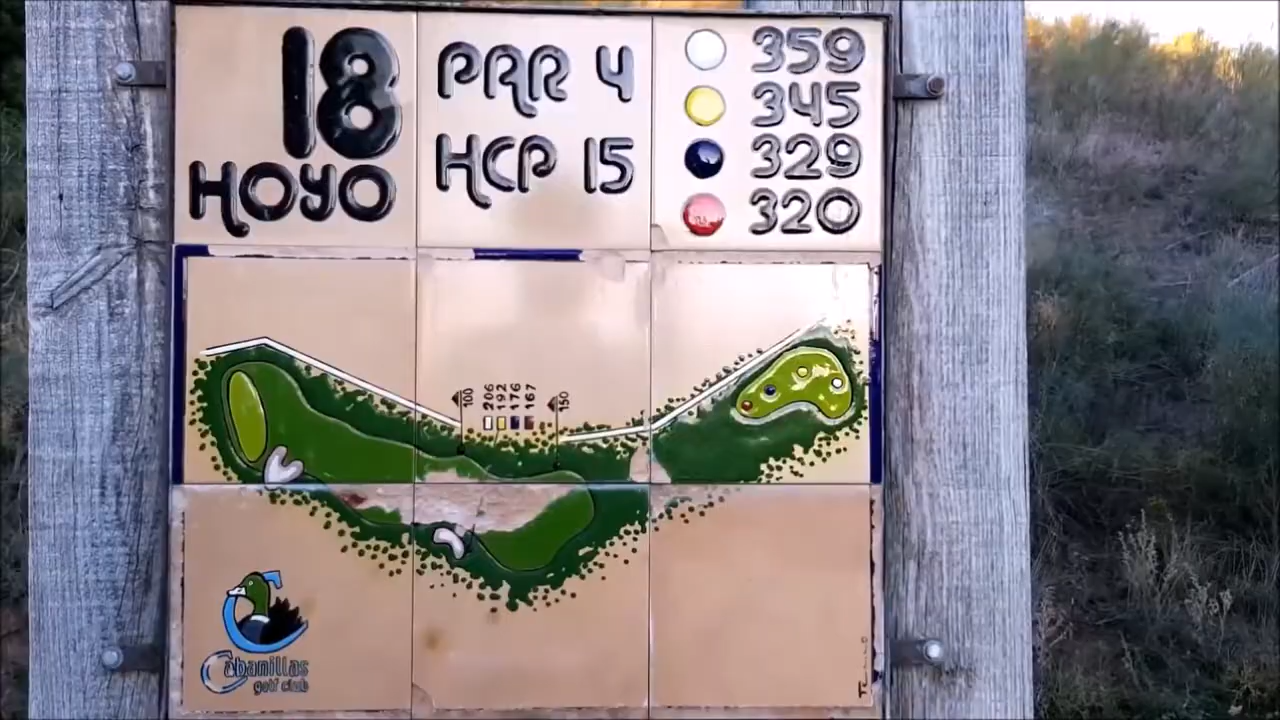 18
HOYO
PAR 4
HCP 15
359
345
329
320
100
206
192
176
167
150
Cabanillas
golf club
TELLO